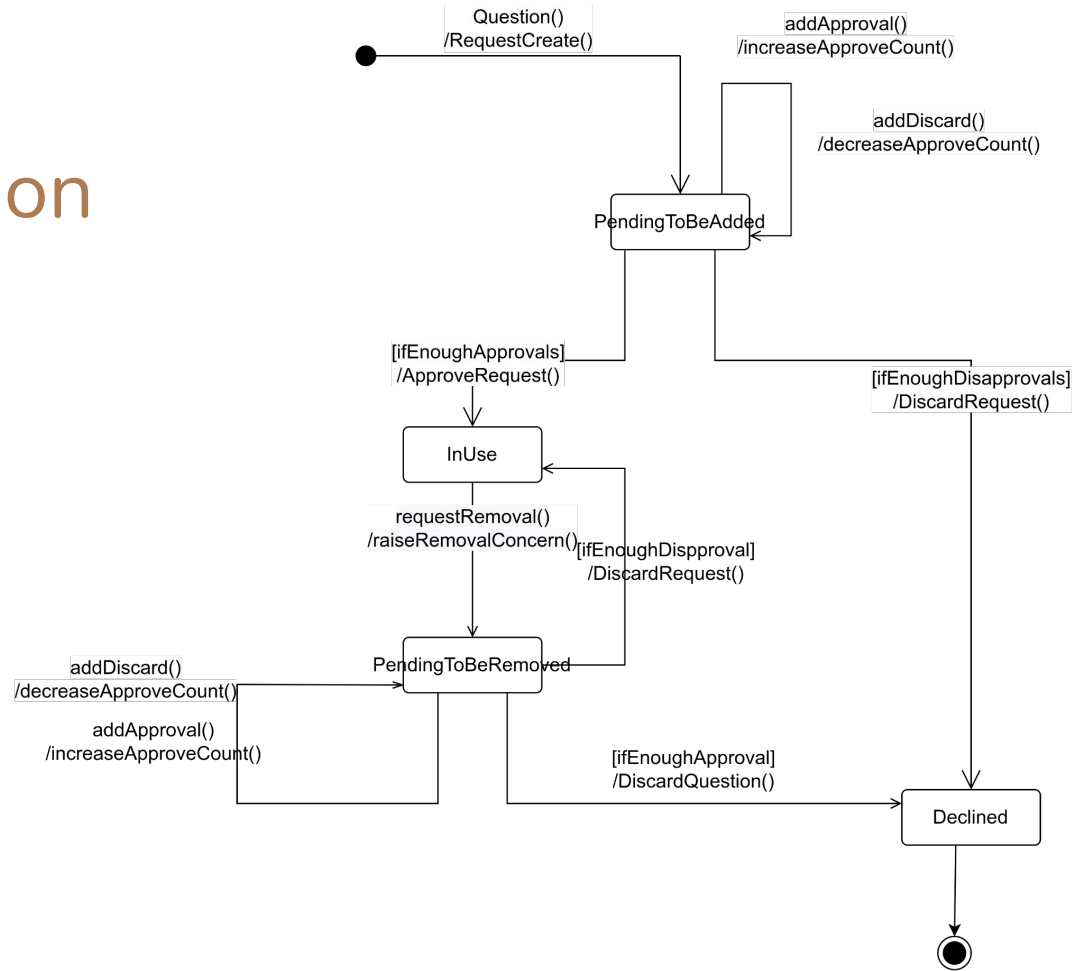 Question()
/RequestCreate()
addApproval()
/increaseApproveCount()
addDiscard()
/decreaseApproveCount()
on
PendingToBeAdded
[ifEnoughApprovals]
/ApproveRequest()
[ifEnoughDisapprovals]
/DiscardRequest()
InUse
requestRemoval()
/raiseRemovalConcern()
[ifEnoughDispproval]
/DiscardRequest()
PendingToBeRemoved
addDiscard()
/decreaseApproveCount()
addApproval()
/increaseApproveCount()
[ifEnoughApproval]
/DiscardQuestion()
Declined